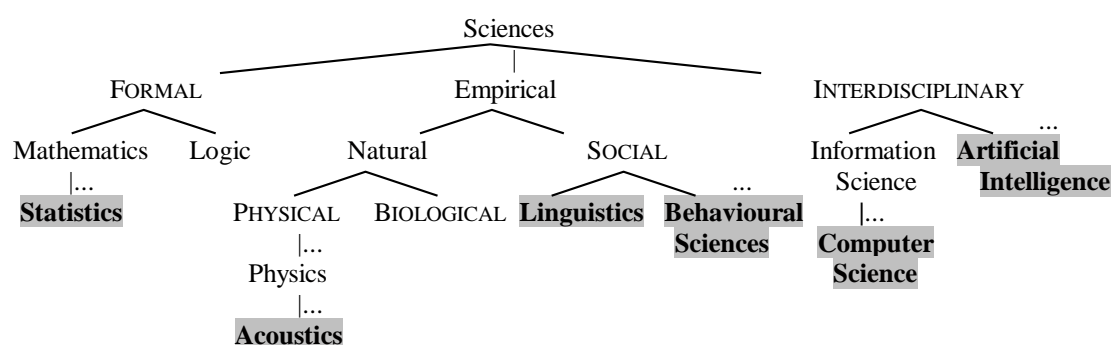 Sciences
|
FORMAL Empirical INTERDISCIPLINARY
...
Mathematics Logic Natural SOCIAL Information Artificial
|... ... Science Intelligence
Statistics PHYSICAL BIOLOGICAL Linguistics Behavioural |...
|... Sciences Computer
Physics Science
|...
Acoustics